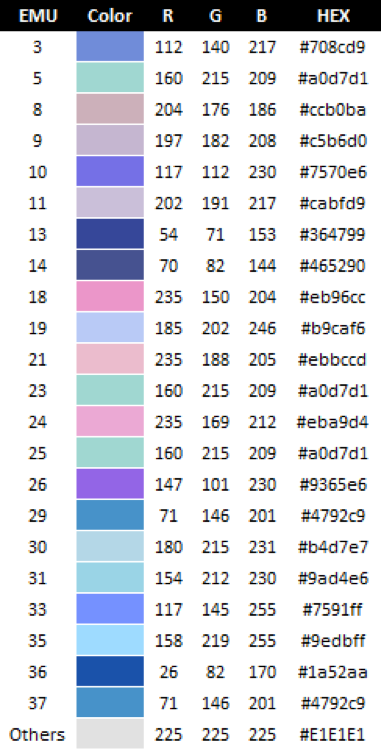 EMU Color R G B HEX
3 112 140 217 #708cd9
5 160 215 209 #a0d7d1
8 204 176 186 #ccb0ba
9 197 182 208 #c5b6d0
10 117 112 230 #7570e6
11 202 191 217 #cabfd9
13 54 71 153 #364799
14 70 82 144 #465290
18 235 150 204 #eb96cc
19 185 202 246 #b9caf6
21 235 188 205 #ebbccd
23 160 215 209 #a0d7d1
24 235 169 212 #eba9d4
25 160 215 209 #a0d7d1
26 147 101 230 #9365e6
29 71 146 201 #4792c9
30 180 215 231 #b4d7e7
31 154 212 230 #9ad4e6
33 117 145 255 #7591ff
35 158 219 255 #9edbff
36 26 82 170 #1a52aa
37 71 146 201 #4792c9
Others 225 225 225 #E1E1E1